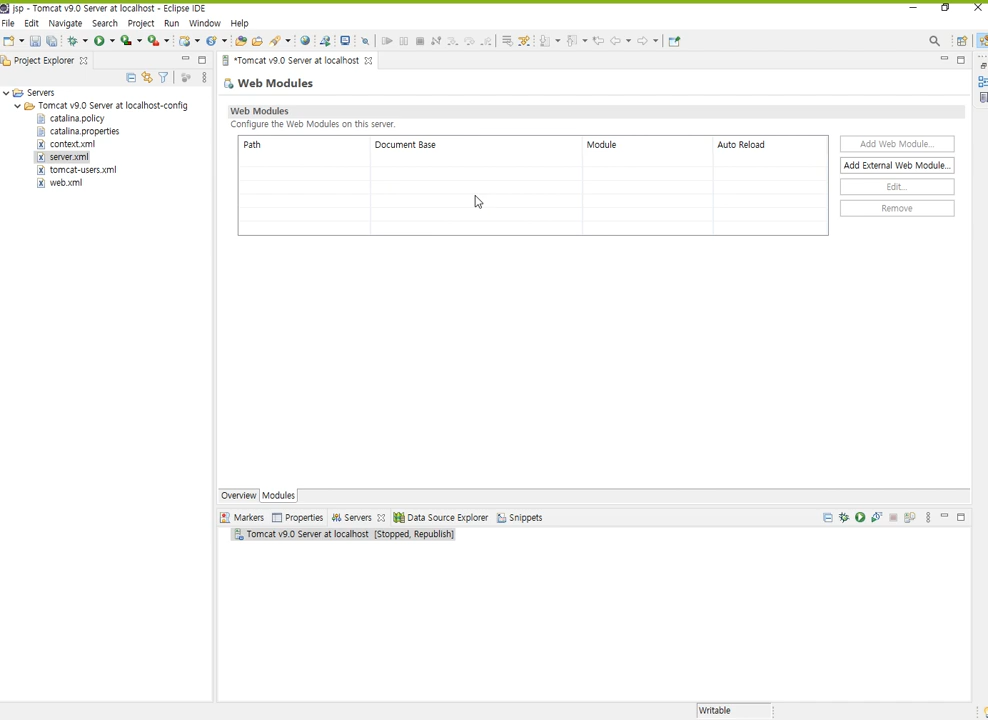 jsp - Tomcat v9.0 Server at localhost - Eclipse IDE
File Edit Navigate Search Project Run Window Help
Project Explorer
*Tomcat v9.0 Server at localhost
Servers
Tomcat v9.0 Server at localhost-config
catalina.policy
catalina.properties
context.xml
server.xml
tomcat-users.xml
web.xml
Web Modules
Web Modules
Configure the Web Modules on this server.
Path Document Base Module Auto Reload
Add Web Module...
Add External Web Module...
Edit...
Remove
Overview Modules
Markers Properties Servers Data Source Explorer Snippets
Tomcat v9.0 Server at localhost [Stopped, Republish]
Writable